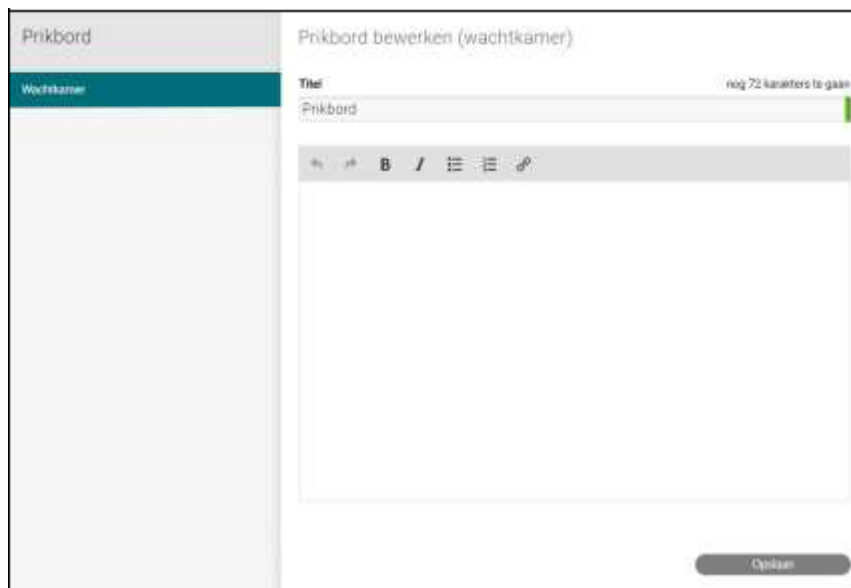 Prikbord
Wachtkamer
Prikbord bewerken (wachtkamer)
Titel
nog 72 karakters te gaan
Prikbord
B I
Opslaan